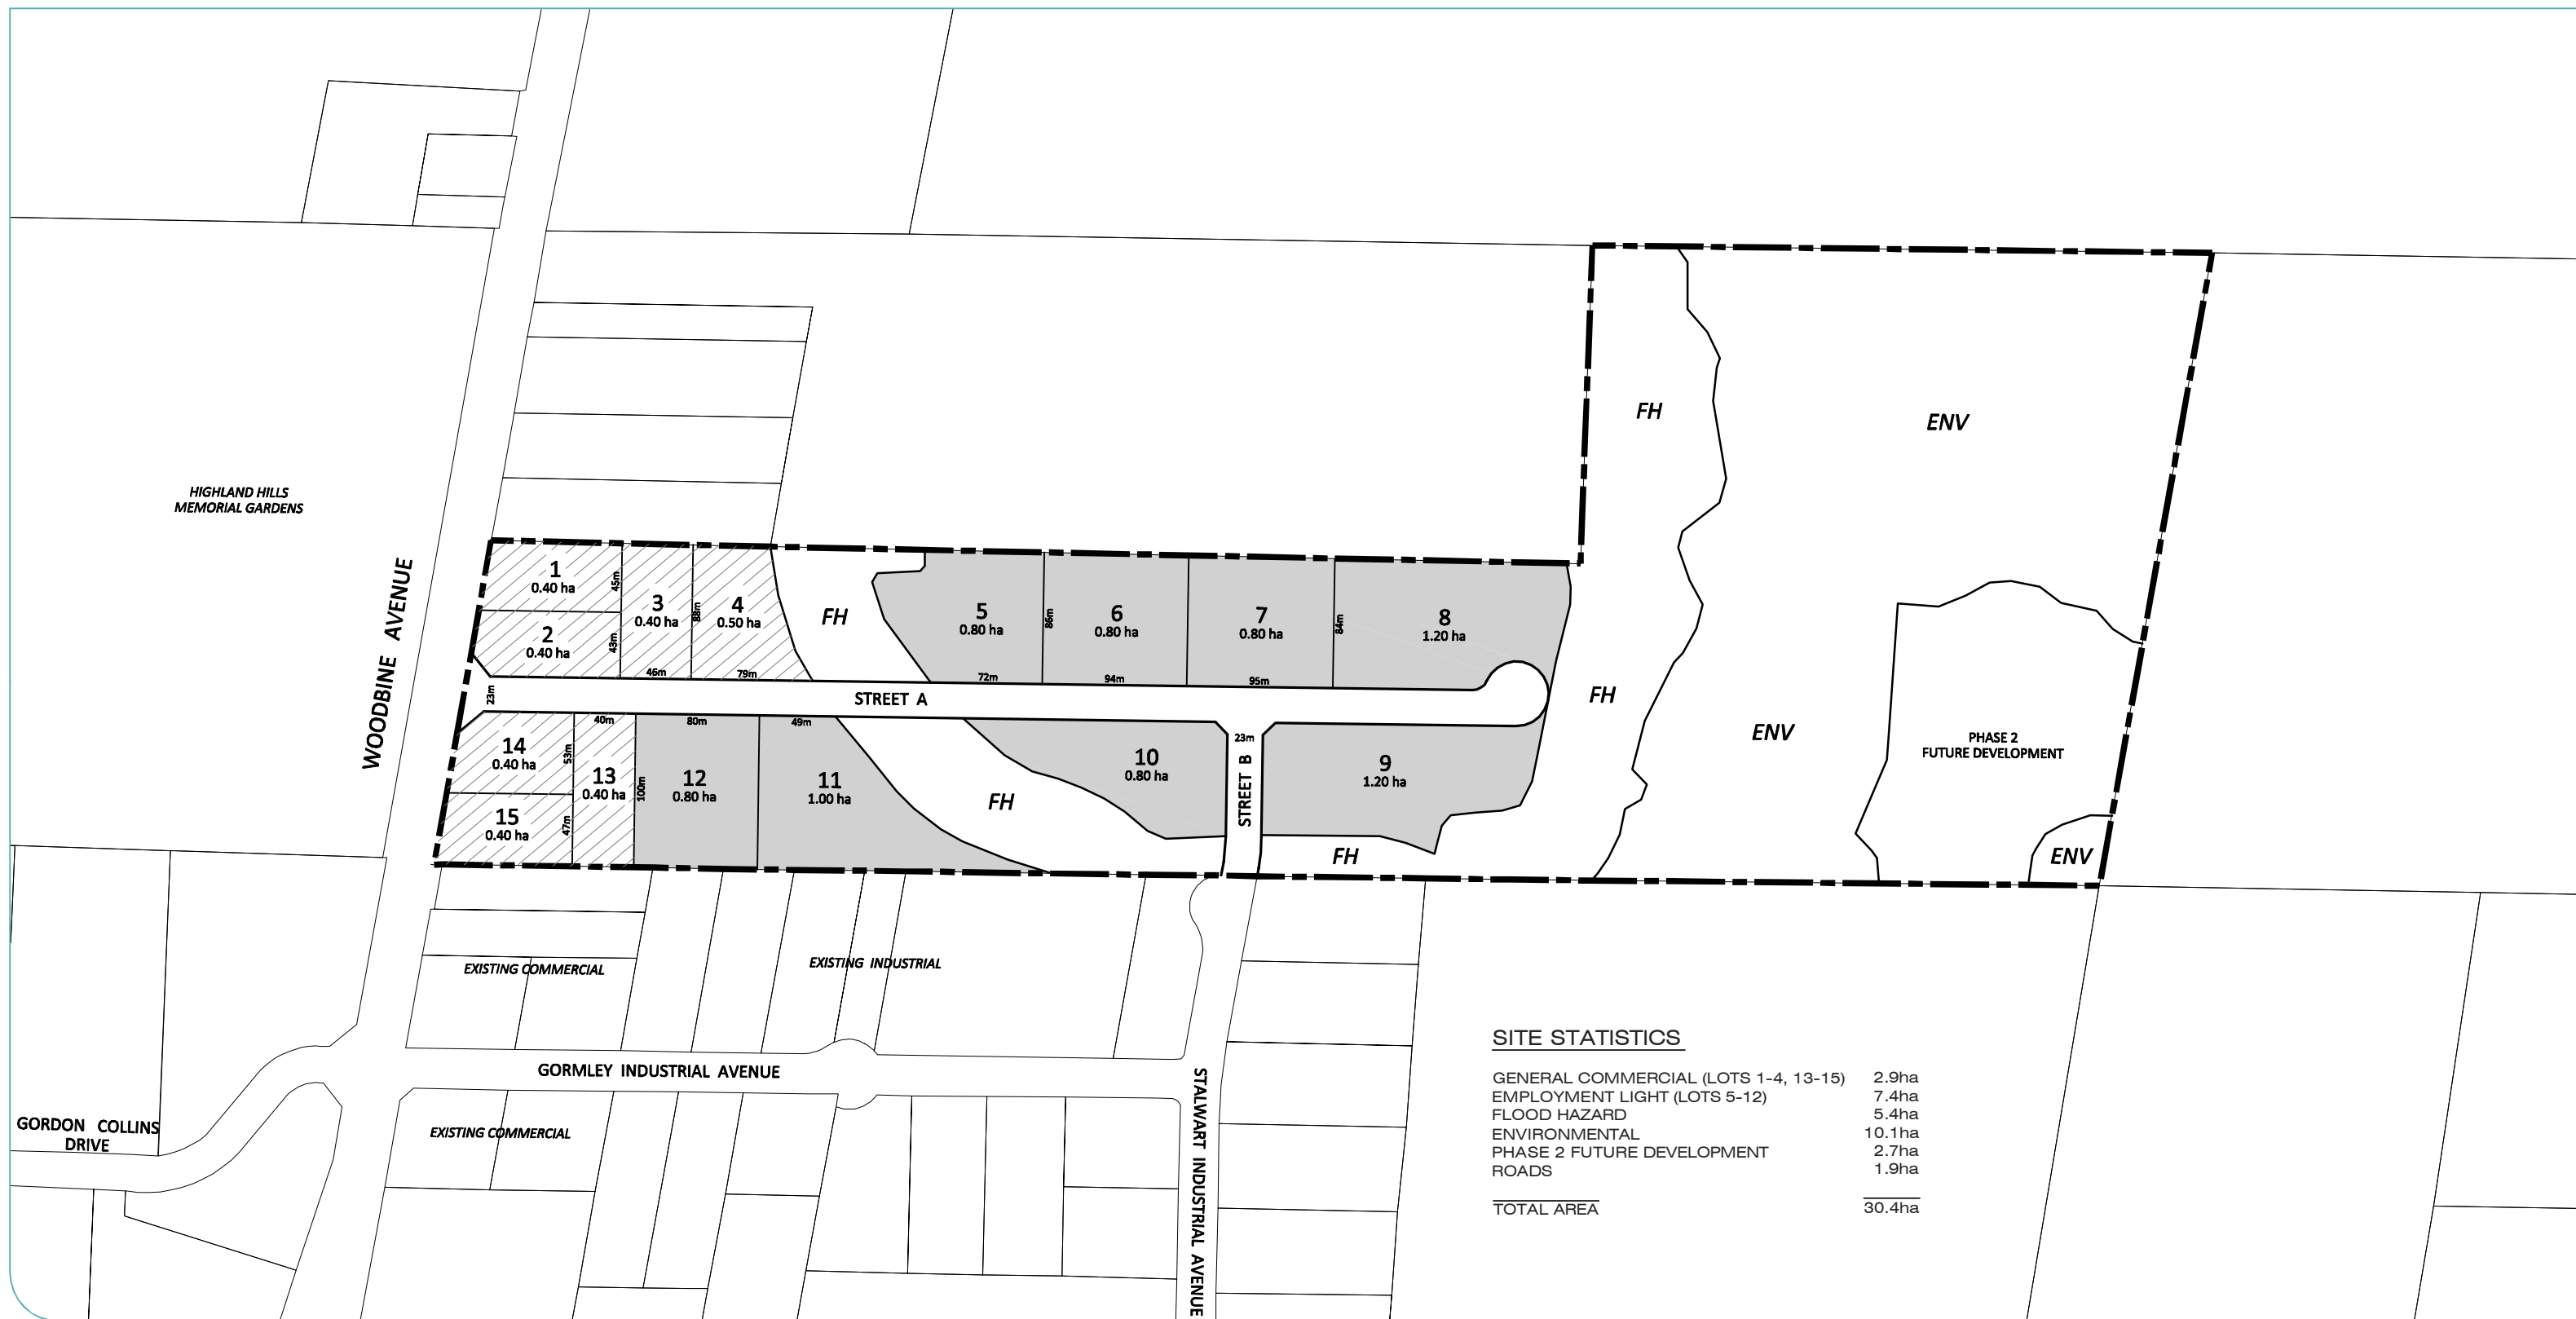 HIGHLAND HILLS
MEMORIAL GARDENS
WOODBINE AVENUE
FH
ENV
1
0.40 ha
45m
2
0.40 ha
43m
3
0.40 ha
46m
88m
4
0.50 ha
79m
FH
5
0.80 ha
72m
86m
6
0.80 ha
94m
7
0.80 ha
95m
84m
8
1.20 ha
23m
STREET A
FH
ENV
PHASE 2
FUTURE DEVELOPMENT
ENV
14
0.40 ha
53m
15
0.40 ha
47m
40m
13
0.40 ha
100m
80m
12
0.80 ha
49m
11
1.00 ha
FH
10
0.80 ha
23m
STREET B
9
1.20 ha
FH
EXISTING COMMERCIAL
EXISTING INDUSTRIAL
GORMLEY INDUSTRIAL AVENUE
STALWART INDUSTRIAL AVENUE
GORDON COLLINS
DRIVE
EXISTING COMMERCIAL
SITE STATISTICS
GENERAL COMMERCIAL (LOTS 1-4, 13-15) 2.9ha
EMPLOYMENT LIGHT (LOTS 5-12) 7.4ha
FLOOD HAZARD 5.4ha
ENVIRONMENTAL 10.1ha
PHASE 2 FUTURE DEVELOPMENT 2.7ha
ROADS 1.9ha
TOTAL AREA 30.4ha